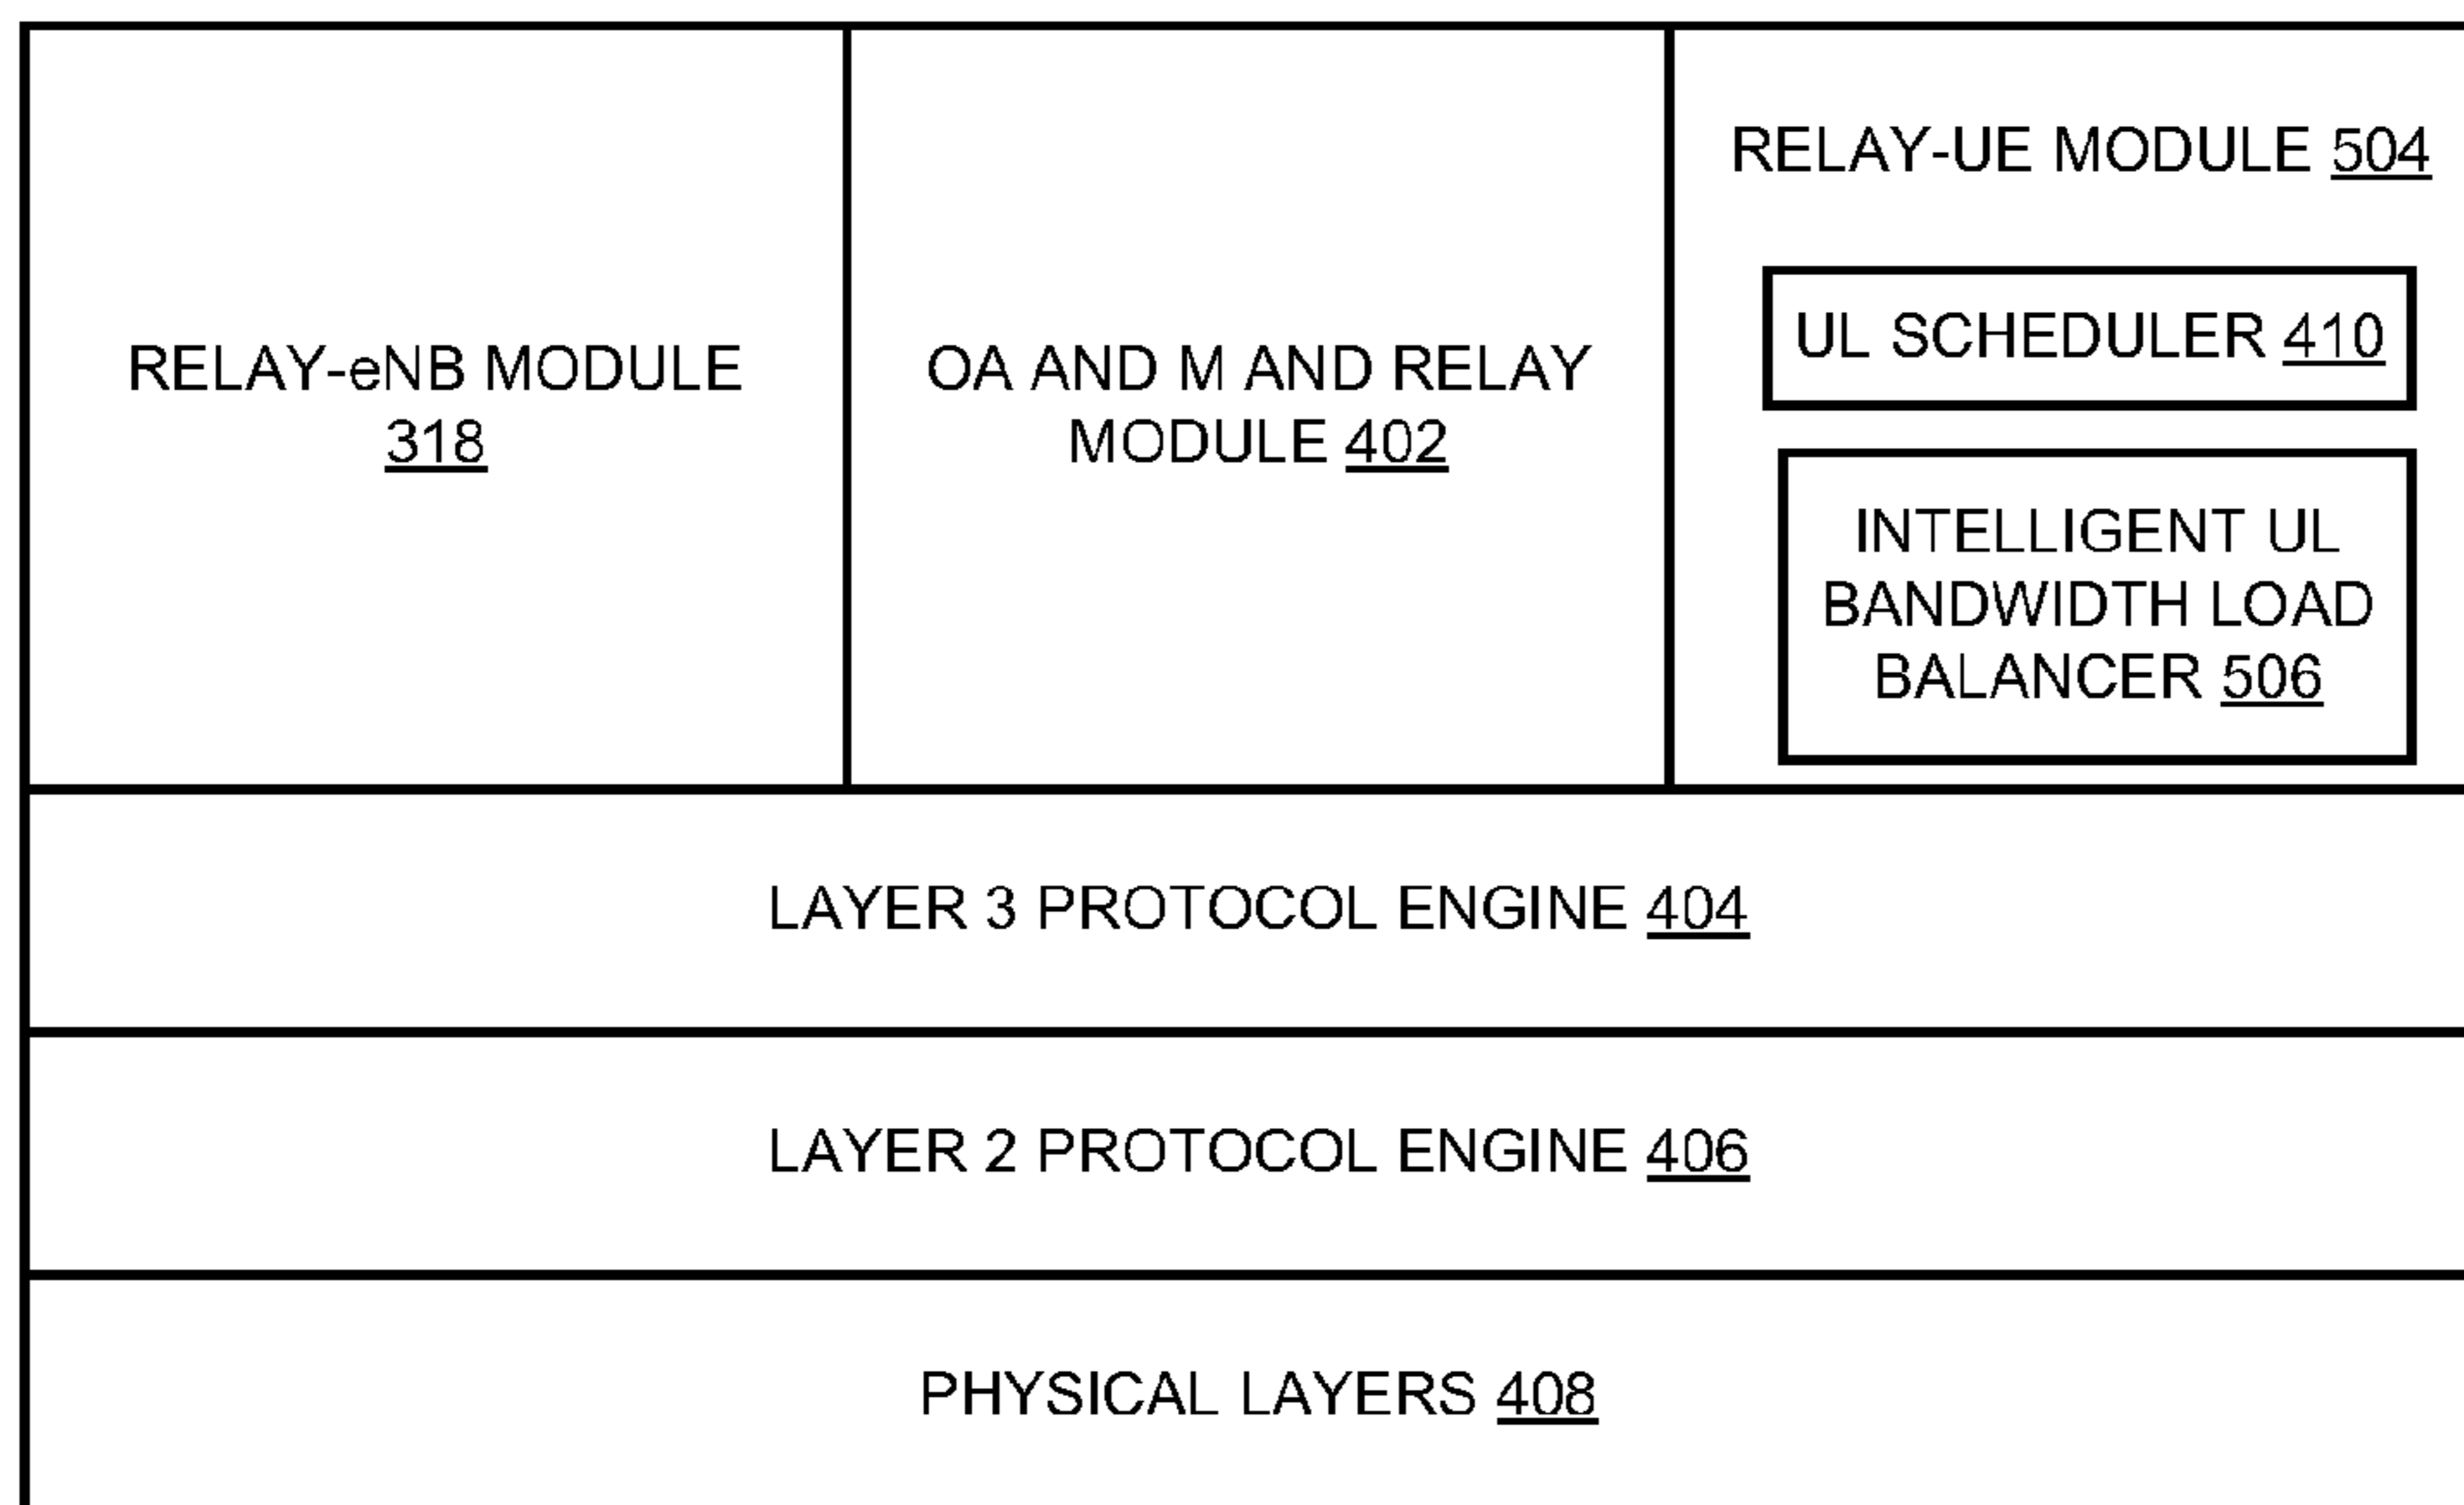 RELAY-eNB MODULE
318
OA AND M AND RELAY
MODULE 402
RELAY-UE MODULE 504
UL SCHEDULER 410
INTELLIGENT UL
BANDWIDTH LOAD
BALANCER 506
LAYER 3 PROTOCOL ENGINE 404
LAYER 2 PROTOCOL ENGINE 406
PHYSICAL LAYERS 408